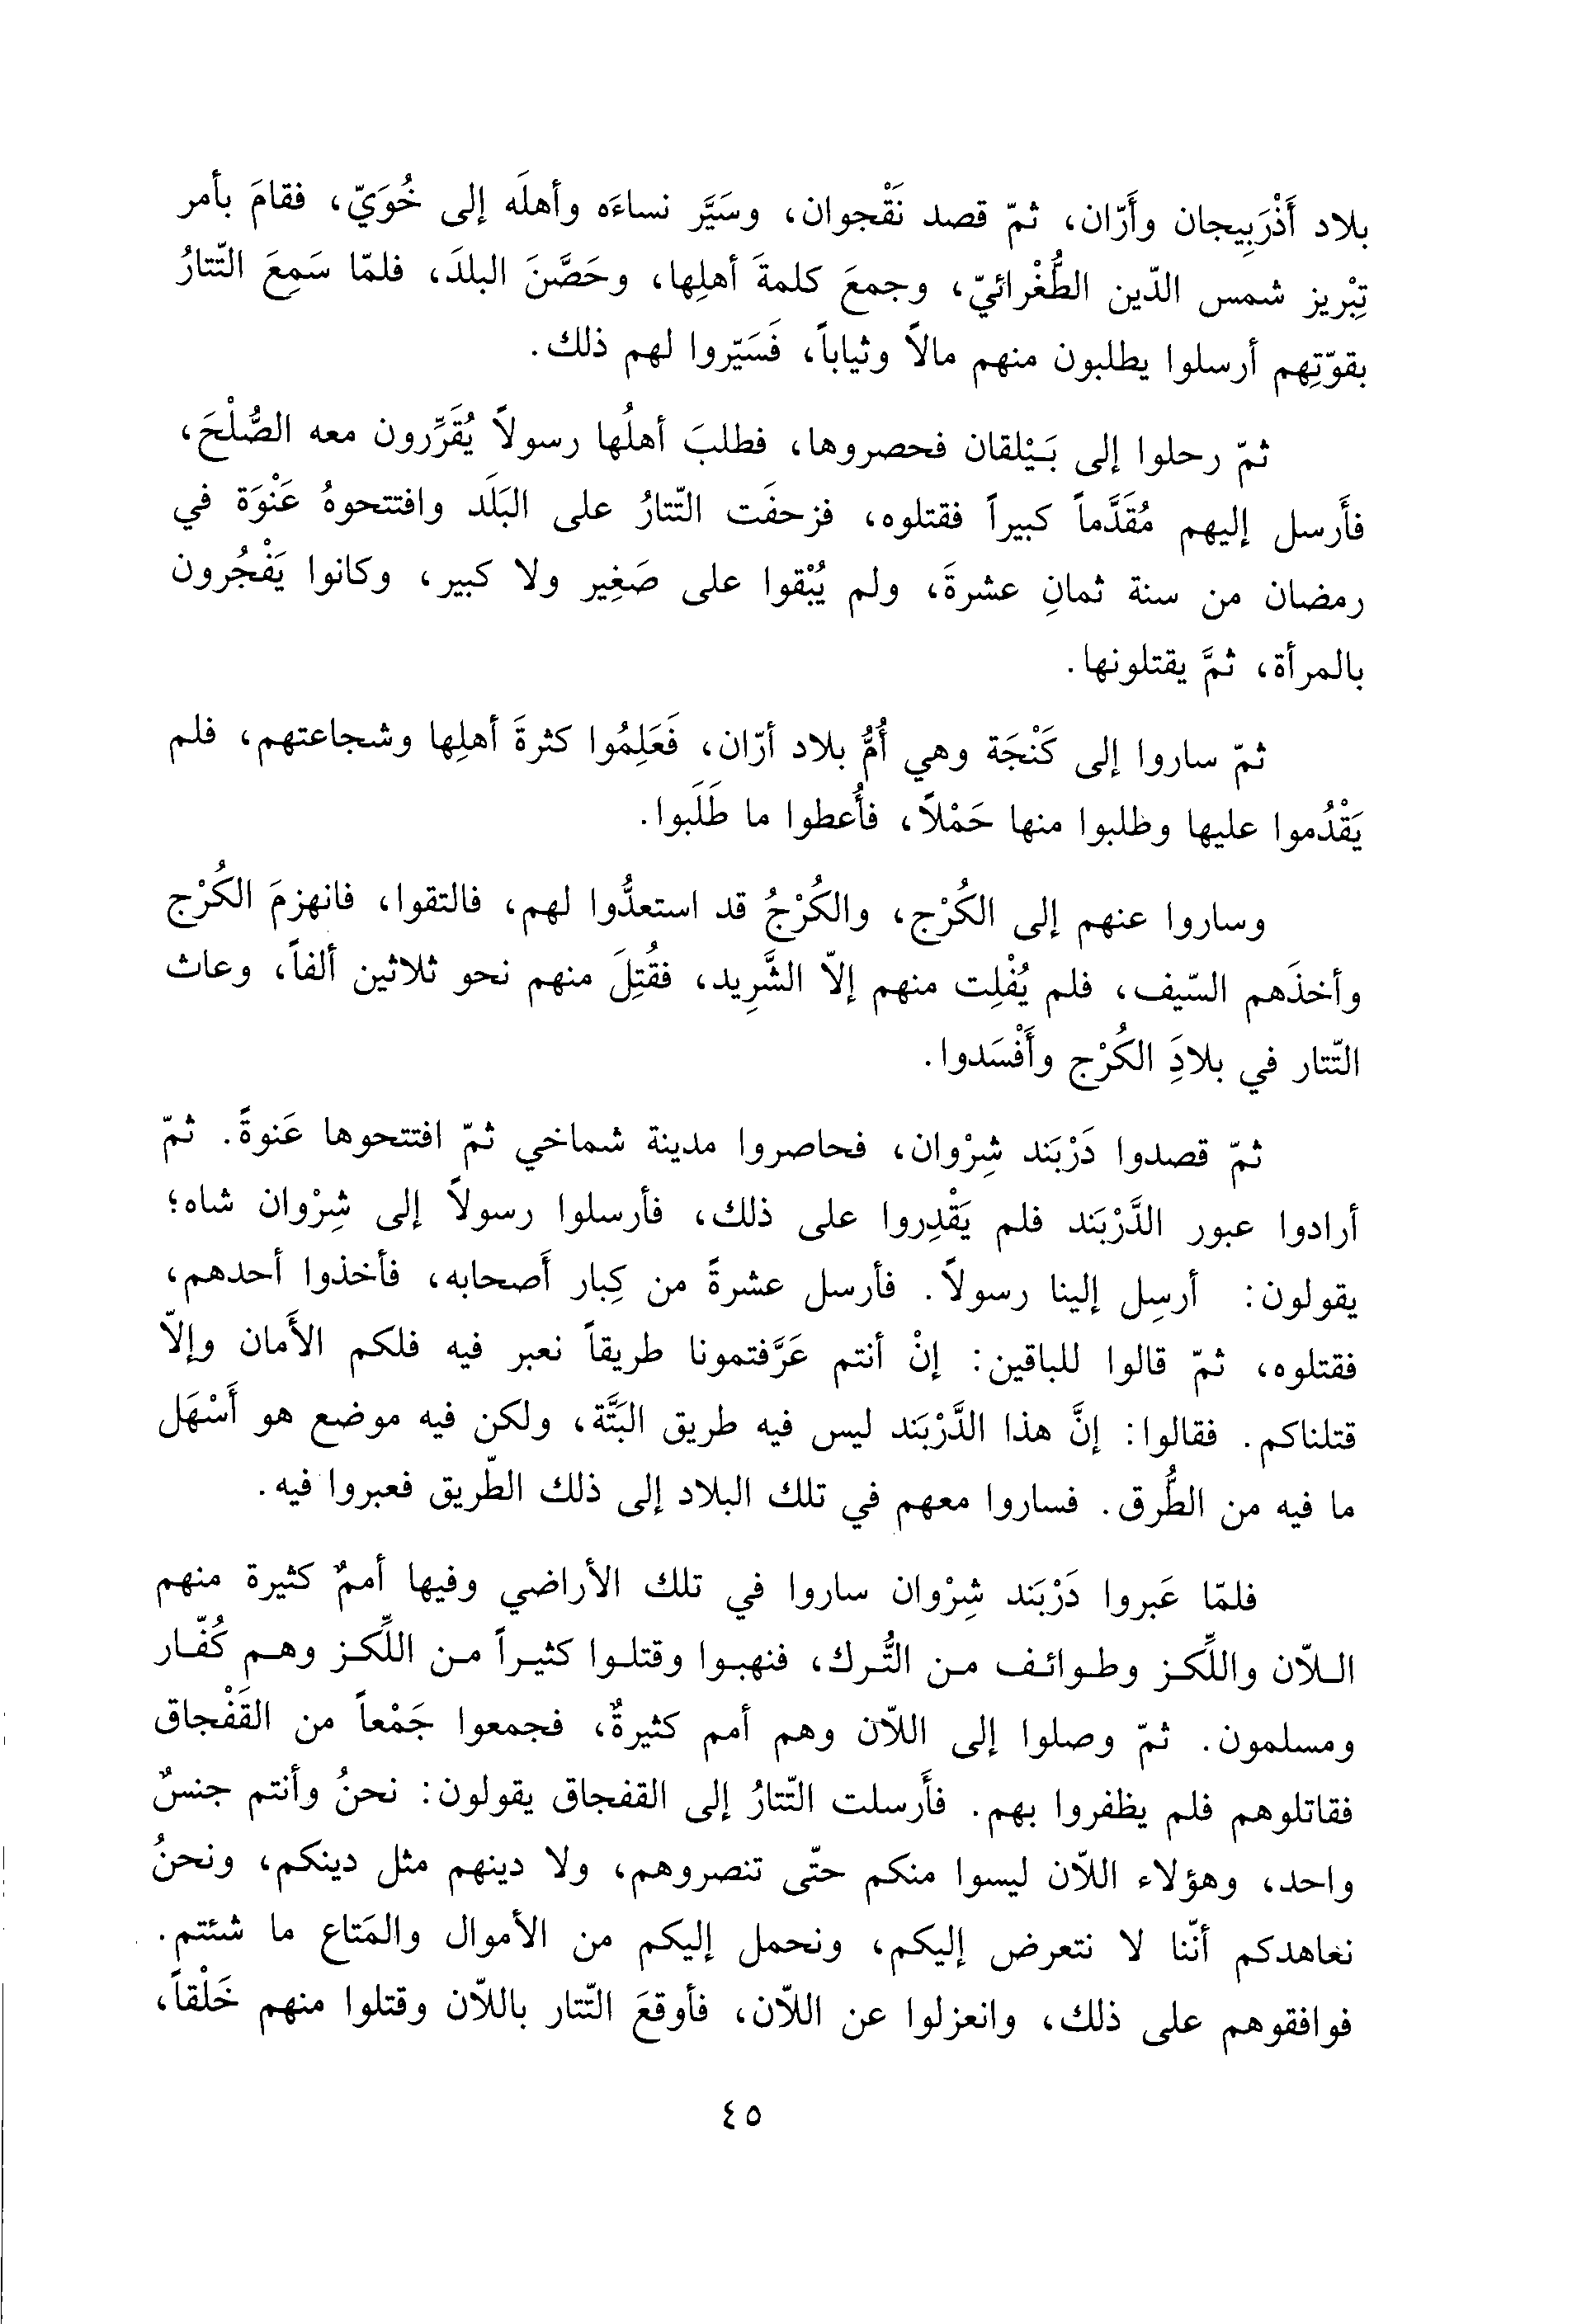 بلاد أَذْرَبِيجان وأَرّان، ثمّ قصد نَقْجوان، وسَيَّر نساءَه وأهلَه إلى خُوَيّ، فقامَ بأمر
تِبْريز شمس الدّين الطُّغْرائيّ، وجمعَ كلمةَ أهلِها، وحَصَّنَ البلدَ، فلمّا سَمِعَ التّتارُ
بقوّتِهم أرسلوا يطلبون منهم مالاً وثياباً، فَسَيّروا لهم ذلك.
ثمّ رحلوا إلى بَيْلقان فحصروها، فطلبَ أهلُها رسولاً يُقَرِّرون معه الصُّلْحَ،
فأَرسل إليهم مُقَدَّماً كبيراً فقتلوه، فزحفَت التّتارُ على البَلَد وافتتحوهُ عَنْوَة في
رمضان من سنة ثمانِ عشرةَ، ولم يُبْقوا على صَغِير ولا كبير، وكانوا يَفْجُرون
بالمرأة، ثمَّ يقتلونها.
ثمّ ساروا إلى كَنْجَة وهي أُمُّ بلاد أرّان، فَعَلِمُوا كثرةَ أهلِها وشجاعتهم، فلم
يَقْدُموا عليها وطلبوا منها حَمْلاً، فأُعطوا ما طَلَبوا.
وساروا عنهم إلى الكُرْج، والكُرْجُ قد استعدُّوا لهم، فالتقوا، فانهزمَ الكُرْج
وأخذَهم السّيف، فلم يُفْلِت منهم إلاّ الشَّرِيد، فقُتِلَ منهم نحو ثلاثين ألفاً، وعاث
التّتار في بلادِ الكُرْج وأَفْسَدوا.
ثمّ قصدوا دَرْبَند شِرْوان، فحاصروا مدينة شماخي ثمّ افتتحوها عَنوةً. ثمّ
أرادوا عبور الدَّرْبَند فلم يَقْدِروا على ذلك، فأرسلوا رسولاً إلى شِرْوان شاه؛
يقولون: أرسِل إلينا رسولاً. فأرسل عشرةً من كِبار أَصحابه، فأخذوا أحدهم،
فقتلوه، ثمّ قالوا للباقين: إنْ أنتم عَرَّفتمونا طريقاً نعبر فيه فلكم الأَمان وإلاّ
قتلناكم. فقالوا: إنَّ هذا الدَّرْبَند ليس فيه طريق البَتَّة، ولكن فيه موضع هو أَسْهَل
ما فيه من الطُّرق. فساروا معهم في تلك البلاد إلى ذلك الطّريق فعبروا فيه.
فلمّا عَبروا دَرْبَند شِرْوان ساروا في تلك الأراضي وفيها أممٌ كثيرة منهم
اللاّن واللِّكز وطوائف من التُّرك، فنهبوا وقتلوا كثيراً من اللِّكز وهم كُفّار
ومسلمون. ثمّ وصلوا إلى اللاّن وهم أمم كثيرةٌ، فجمعوا جَمْعاً من القَفْجاق
فقاتلوهم فلم يظفروا بهم. فأَرسلت التّتارُ إلى القفجاق يقولون: نحنُ وأنتم جنسٌ
واحد، وهؤلاء اللاّن ليسوا منكم حتّى تنصروهم، ولا دينهم مثل دينكم، ونحنُ
نعاهدكم أنّنا لا نتعرض إليكم، ونحمل إليكم من الأموال والمَتاع ما شئتم.
فوافقوهم على ذلك، وانعزلوا عن اللاّن، فأوقعَ التّتار باللاّن وقتلوا منهم خَلْقاً،
٤٥